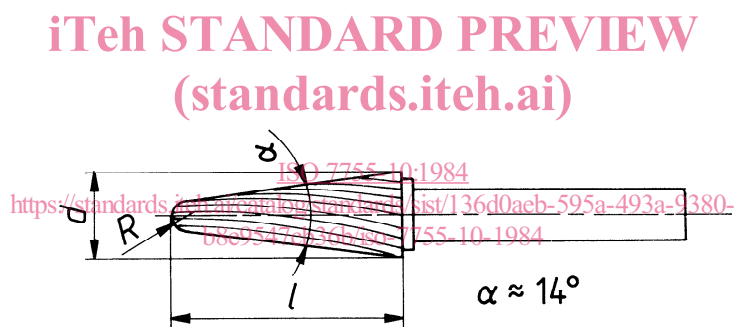 iTeh STANDARD PREVIEW
(standards.iteh.ai)
α
ISO 7755-10:1984
d
https://standards.iteh.ai/catalog/standards/sist/136d0aeb-595a-493a-9380-
R
b8e9547eb36b/iso-7755-10-1984
l
α ≈ 14°